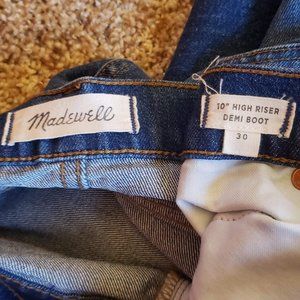 Madewell
10" HIGH RISER
DEMI BOOT
30